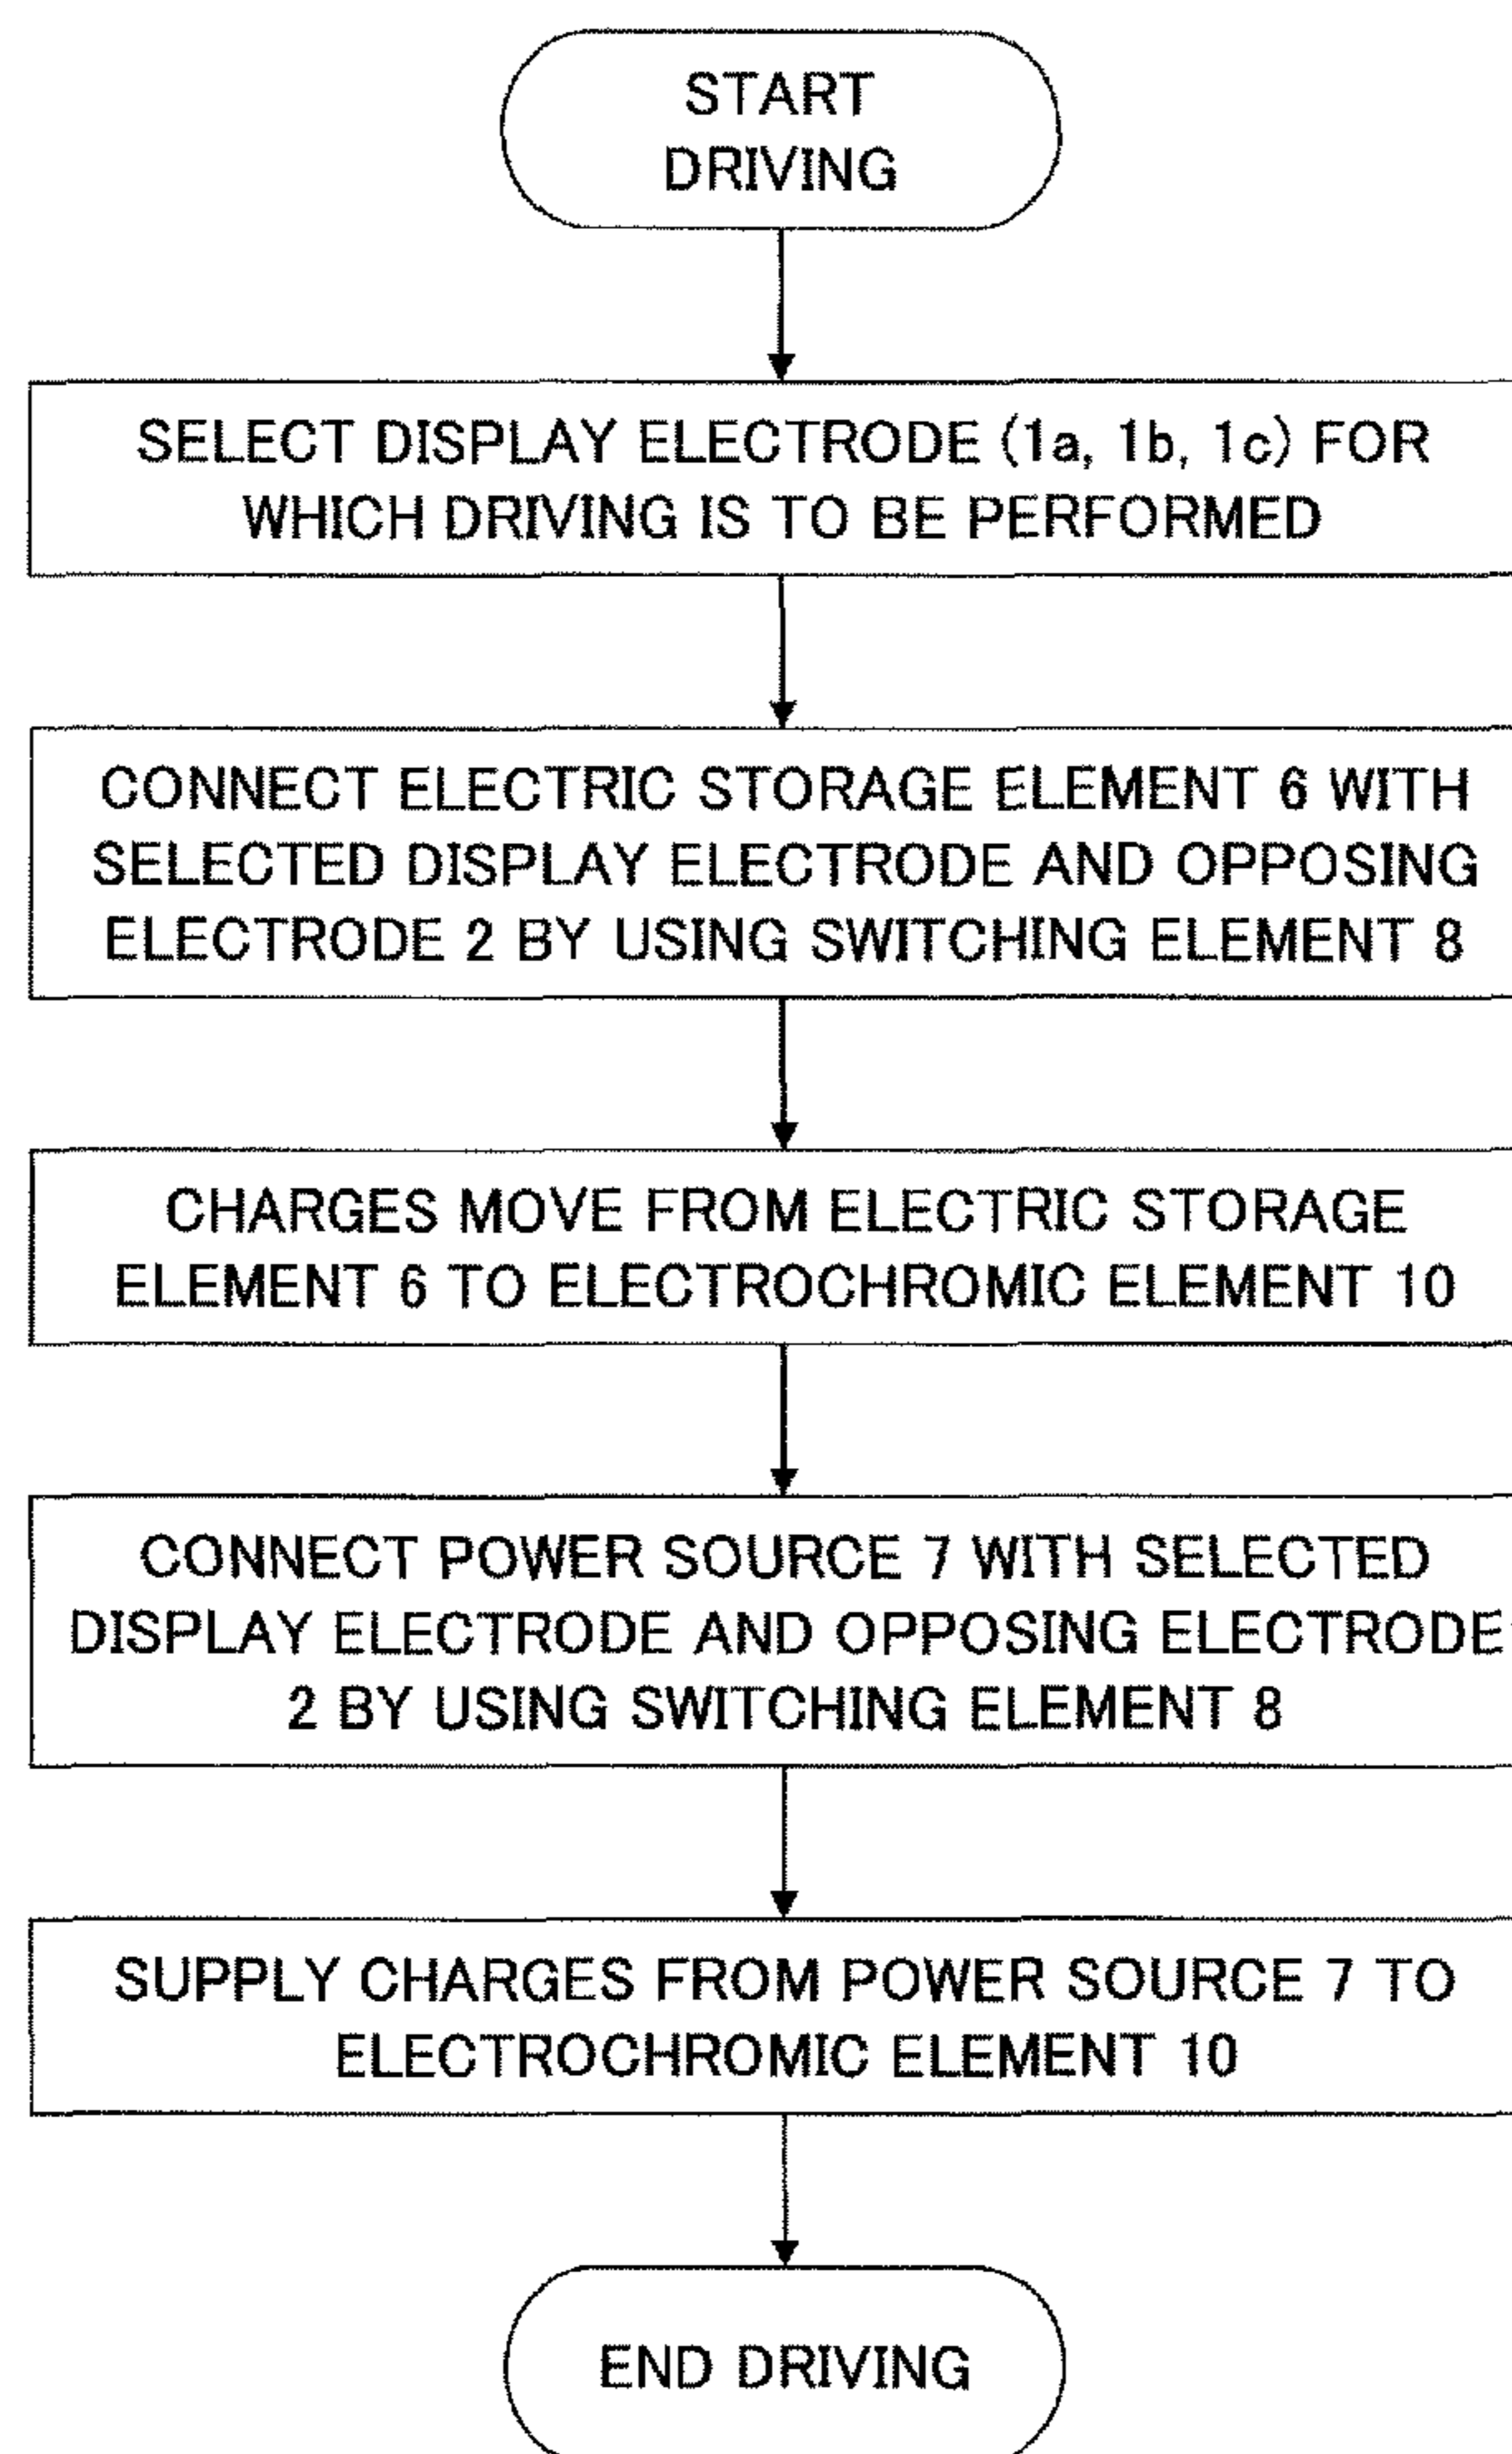 START
DRIVING
SELECT DISPLAY ELECTRODE (1a, 1b, 1c) FOR
WHICH DRIVING IS TO BE PERFORMED
CONNECT ELECTRIC STORAGE ELEMENT 6 WITH
SELECTED DISPLAY ELECTRODE AND OPPOSING
ELECTRODE 2 BY USING SWITCHING ELEMENT 8
CHARGES MOVE FROM ELECTRIC STORAGE
ELEMENT 6 TO ELECTROCHROMIC ELEMENT 10
CONNECT POWER SOURCE 7 WITH SELECTED
DISPLAY ELECTRODE AND OPPOSING ELECTRODE
2 BY USING SWITCHING ELEMENT 8
SUPPLY CHARGES FROM POWER SOURCE 7 TO
ELECTROCHROMIC ELEMENT 10
END DRIVING